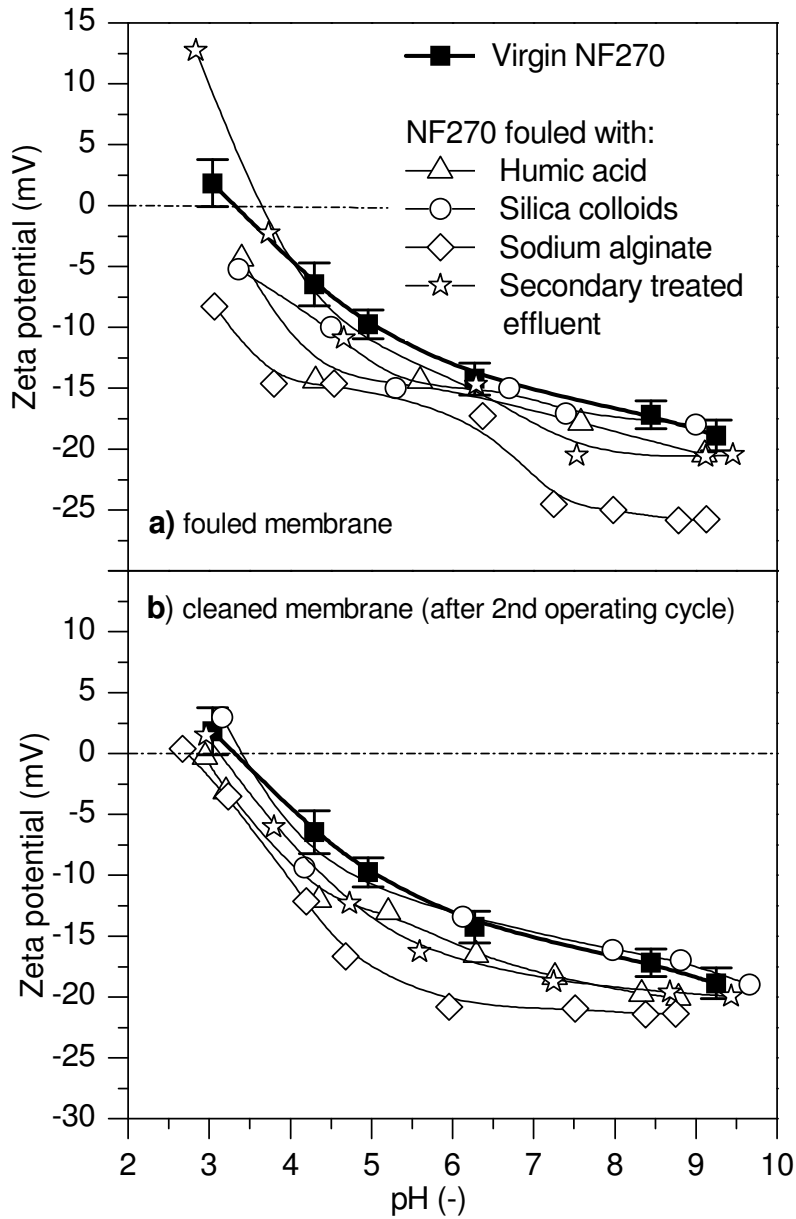 15
10
5
0
-5
-10
-15
-20
-25
Zeta potential (mV)
Virgin NF270
NF270 fouled with:
Humic acid
Silica colloids
Sodium alginate
Secondary treated
effluent
a) fouled membrane
b) cleaned membrane (after 2nd operating cycle)
10
5
0
-5
-10
-15
-20
-25
-30
Zeta potential (mV)
2 3 4 5 6 7 8 9 10
pH (-)